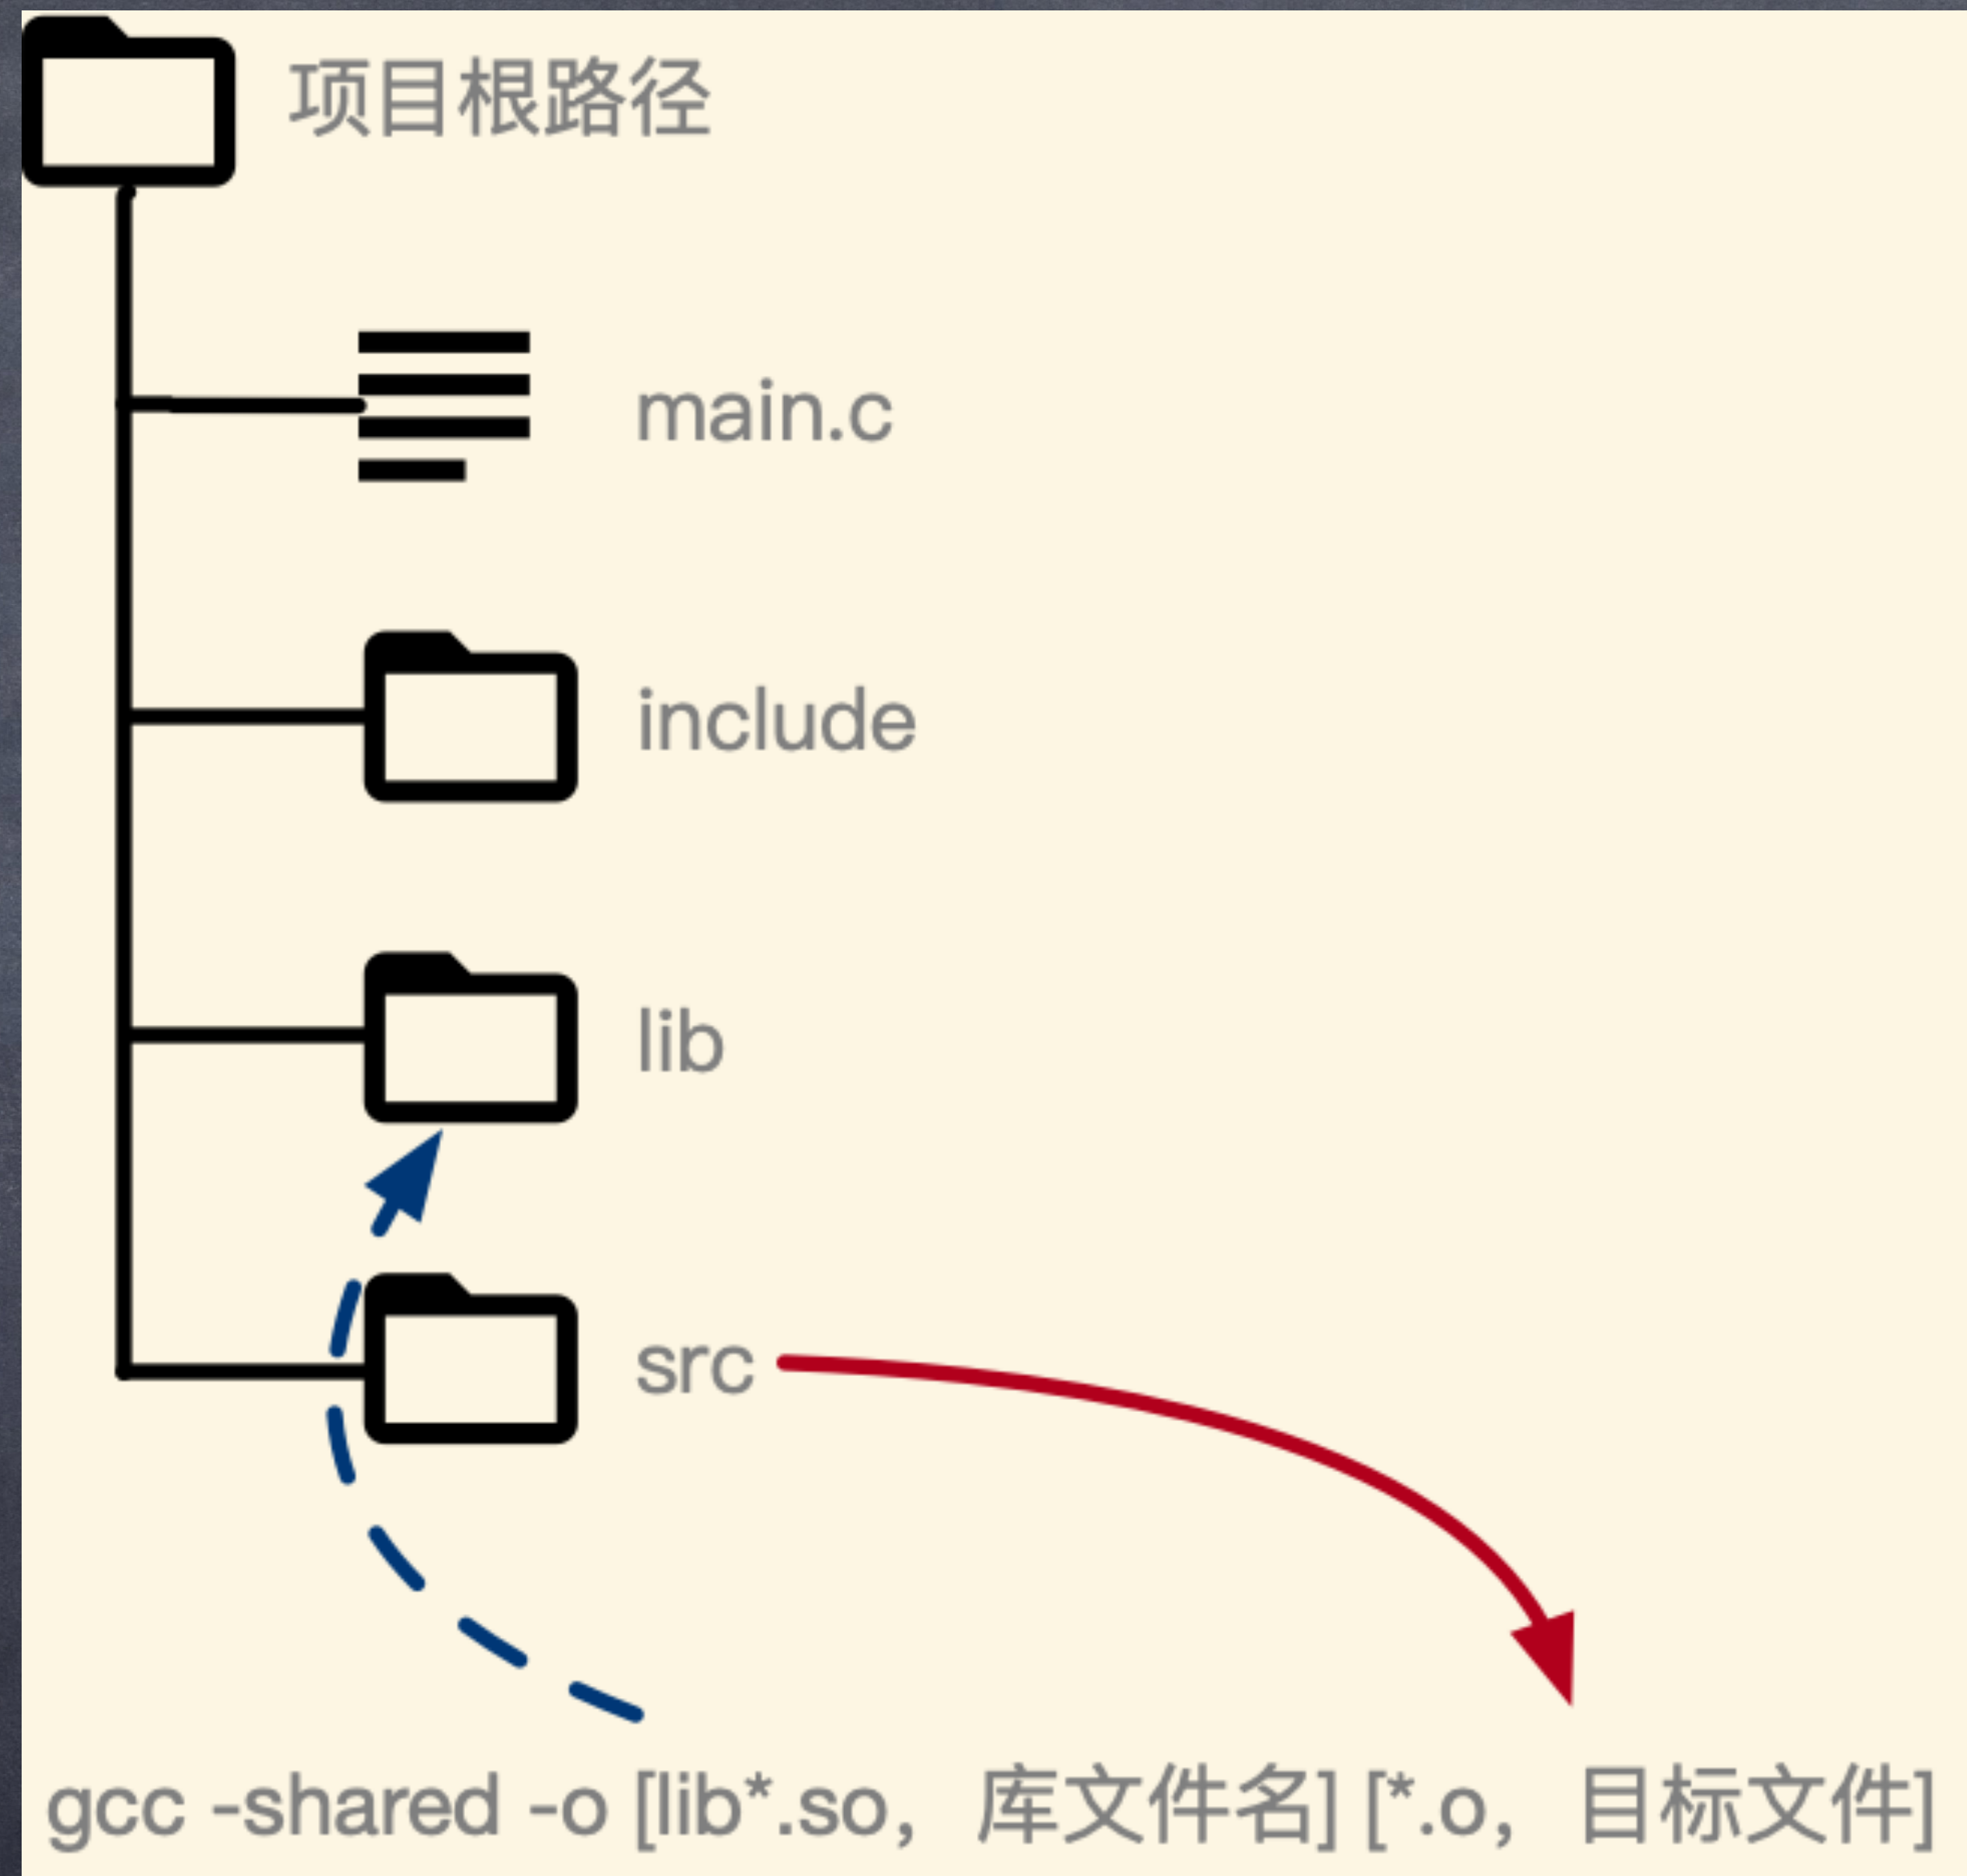 项目根路径
main.c
include
lib
src
gcc -shared -o [lib*.so, 库文件名] [*.o, 目标文件]